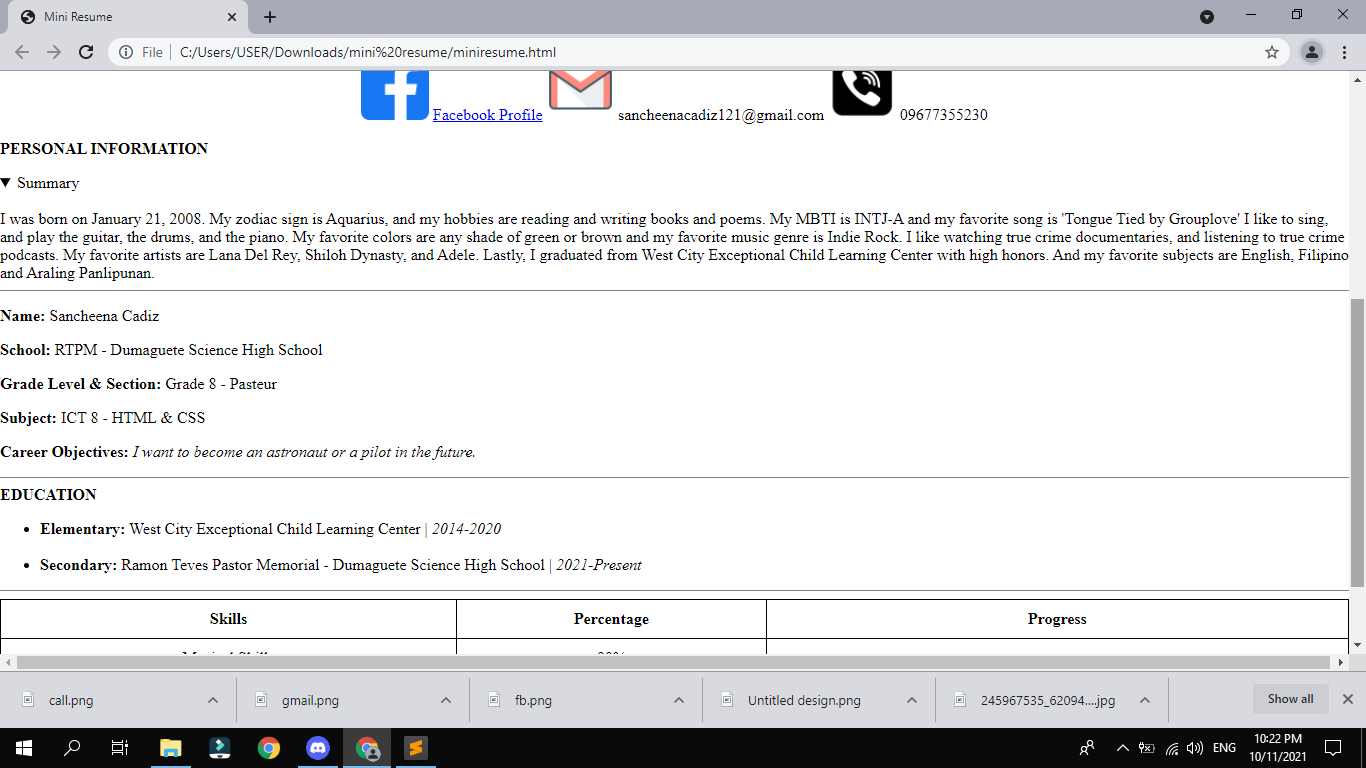 Mini Resume
File
C:/Users/USER/Downloads/mini%20resume/miniresume.html
Facebook Profile sancheenacadiz121@gmail.com 09677355230
PERSONAL INFORMATION
Summary
I was born on January 21, 2008. My zodiac sign is Aquarius, and my hobbies are reading and writing books and poems. My MBTI is INTJ-A and my favorite song is 'Tongue Tied by Grouplove' I like to sing,
and play the guitar, the drums, and the piano. My favorite colors are any shade of green or brown and my favorite music genre is Indie Rock. I like watching true crime documentaries, and listening to true crime
podcasts. My favorite artists are Lana Del Rey, Shiloh Dynasty, and Adele. Lastly, I graduated from West City Exceptional Child Learning Center with high honors. And my favorite subjects are English, Filipino
and Araling Panlipunan.
Name: Sancheena Cadiz
School: RTPM - Dumaguete Science High School
Grade Level & Section: Grade 8 - Pasteur
Subject: ICT 8 - HTML & CSS
Career Objectives: I want to become an astronaut or a pilot in the future.
EDUCATION
• Elementary: West City Exceptional Child Learning Center | 2014-2020
• Secondary: Ramon Teves Pastor Memorial - Dumaguete Science High School | 2021-Present
Skills Percentage Progress
call.png
gmail.png
fb.png
Untitled design.png
245967535_62094....jpg
Show all
ENG
10:22 PM
10/11/2021